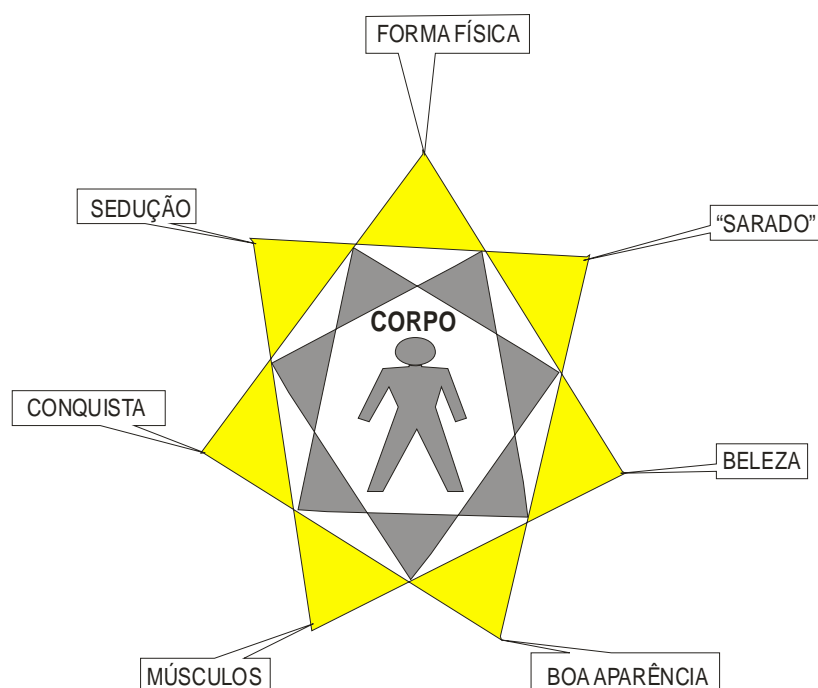 FORMA FÍSICA
SEDUÇÃO
“SARADO”
CORPO
CONQUISTA
BELEZA
MÚSCULOS
BOA APARÊNCIA